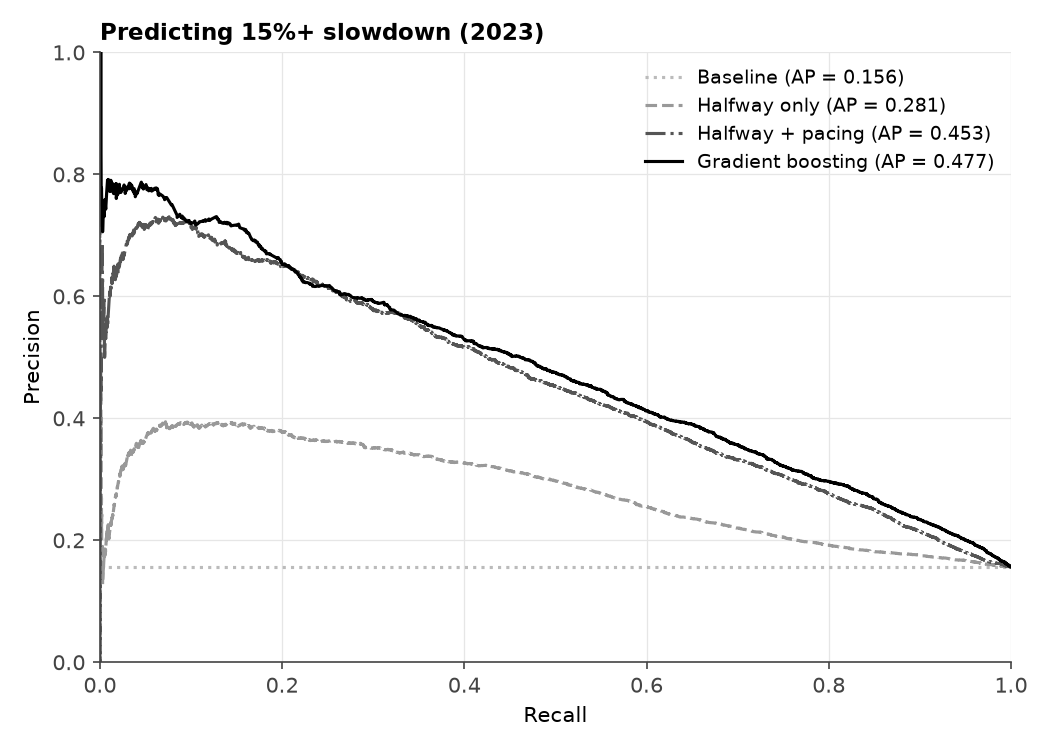 Predicting 15%+ slowdown (2023)
Baseline (AP = 0.156)
Halfway only (AP = 0.281)
Halfway + pacing (AP = 0.453)
Gradient boosting (AP = 0.477)
Precision
1.0
0.8
0.6
0.4
0.2
0.0
0.0 0.2 0.4 0.6 0.8 1.0
Recall